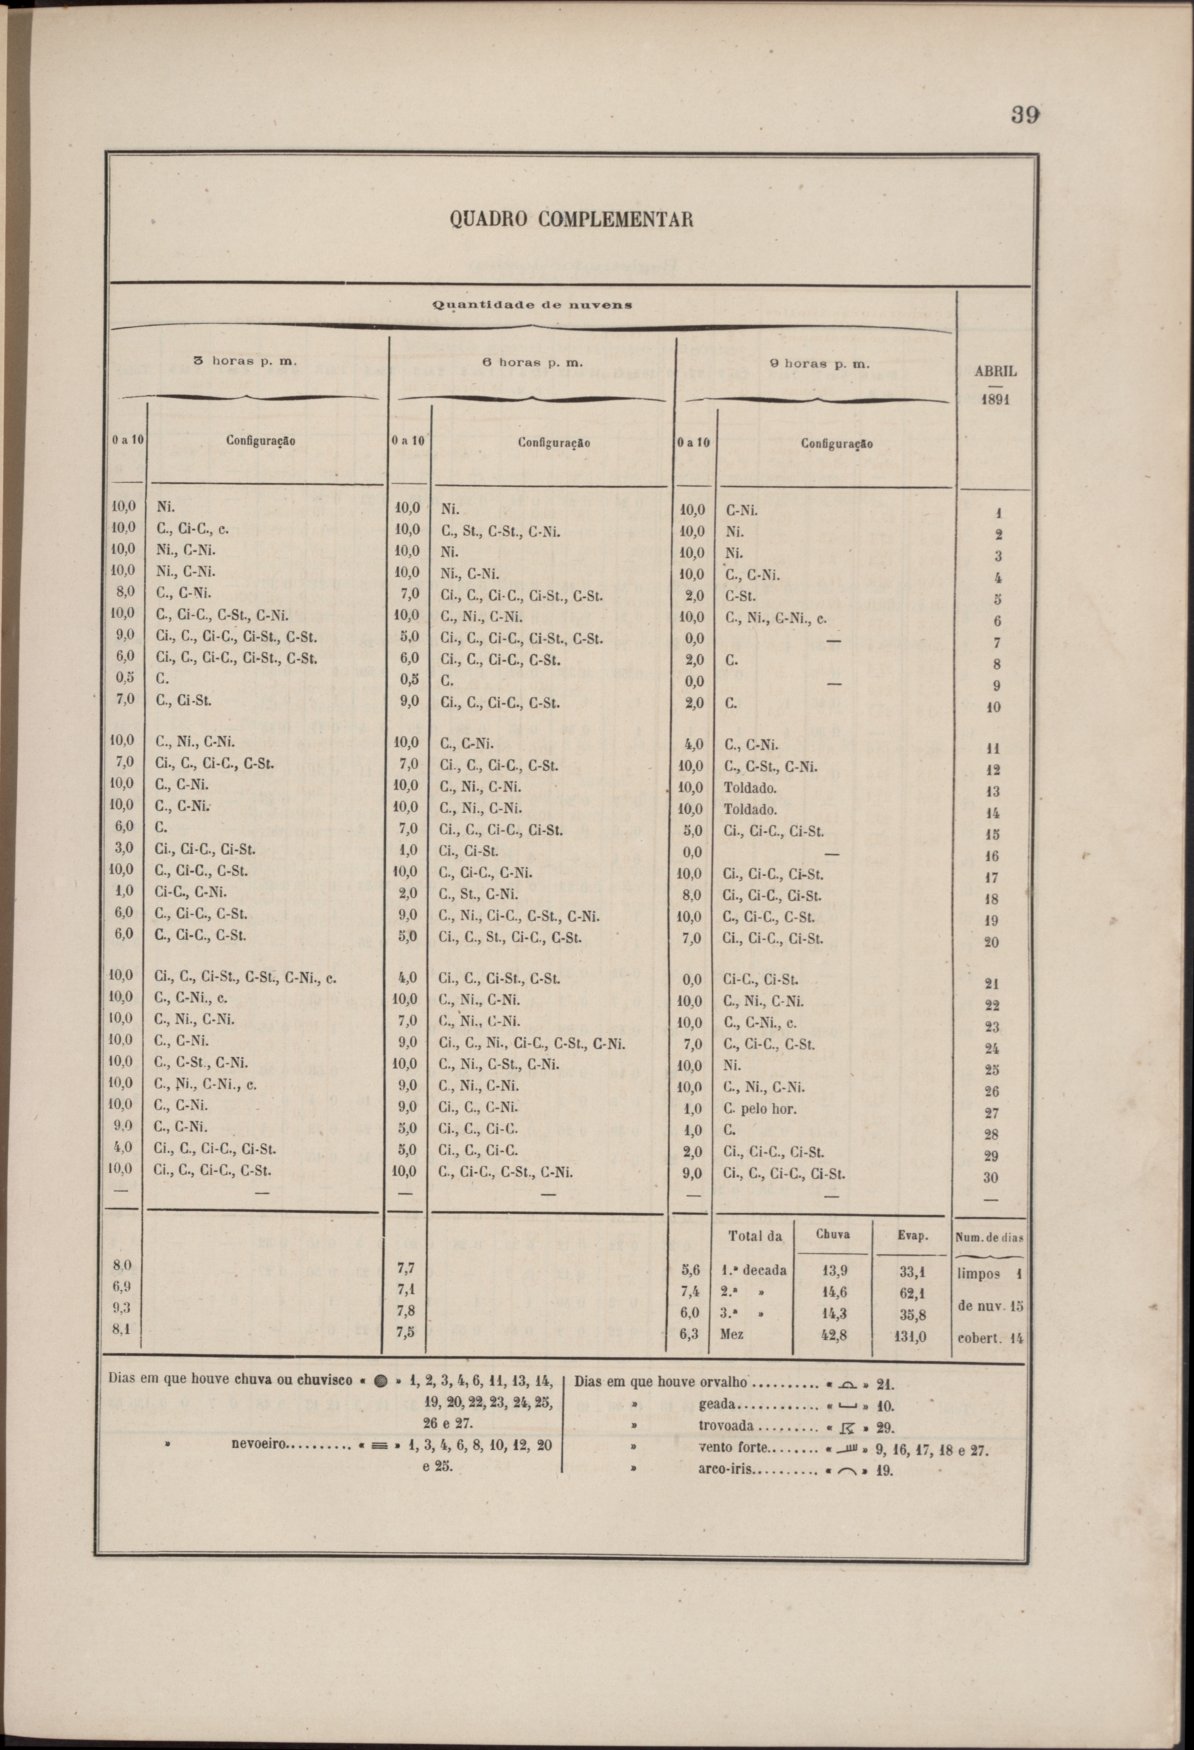 39
QUADRO COMPLEMENTAR
Quantidade de nuvens
3 horas p. m. 6 horas p. m. 9 horas p. m. ABRIL
1891
0 a 10 Configuração 0 a 10 Configuração 0 a 10 Configuração
10,0 Ni. 10,0 Ni. 10,0 C-Ni. 1
10,0 C., Ci-C., c. 10,0 C., St., C-St., C-Ni. 10,0 Ni. 2
10,0 Ni., C-Ni. 10,0 Ni. 10,0 Ni. 3
10,0 Ni., C-Ni. 10,0 Ni., C-Ni. 10,0 C., C-Ni. 4
8,0 C., C-Ni. 7,0 Ci., C., Ci-C., Ci-St., C-St. 2,0 C-St. 5
10,0 C., Ci-C., C-St., C-Ni. 10,0 C., Ni., C-Ni. 10,0 C., Ni., C-Ni., c. 6
9,0 Ci., C., Ci-C., Ci-St., C-St. 5,0 Ci., C., Ci-C., Ci-St., C-St. 0,0 — 7
6,0 Ci., C., Ci-C., Ci-St., C-St. 6,0 Ci., C., Ci-C., C-St. 2,0 C. 8
0,5 C. 0,5 C. 0,0 — 9
7,0 C., Ci-St. 9,0 Ci., C., Ci-C., C-St. 2,0 C. 10
10,0 C., Ni., C-Ni. 10,0 C., C-Ni. 4,0 C., C-Ni. 11
7,0 Ci., C., Ci-C., C-St. 7,0 Ci., C., Ci-C., C-St. 10,0 C., C-St., C-Ni. 12
10,0 C., C-Ni. 10,0 C., Ni., C-Ni. 10,0 Toldado. 13
10,0 C., C-Ni. 10,0 C., Ni., C-Ni. 10,0 Toldado. 14
6,0 C. 7,0 Ci., C., Ci-C., Ci-St. 5,0 Ci., Ci-C., Ci-St. 15
3,0 Ci., Ci-C., Ci-St. 1,0 Ci., Ci-St. 0,0 — 16
10,0 C., Ci-C., C-St. 10,0 C., Ci-C., C-Ni. 10,0 Ci., Ci-C., Ci-St. 17
1,0 Ci-C., C-Ni. 2,0 C., St., C-Ni. 8,0 Ci., Ci-C., Ci-St. 18
6,0 C., Ci-C., C-St. 9,0 C., Ni., Ci-C., C-St., C-Ni. 10,0 C., Ci-C., C-St. 19
6,0 C., Ci-C., C-St. 5,0 Ci., C., St., Ci-C., C-St. 7,0 Ci., Ci-C., Ci-St. 20
10,0 Ci., C., Ci-St., C-St., C-Ni., c. 4,0 Ci., C., Ci-St., C-St. 0,0 Ci-C., Ci-St. 21
10,0 C., C-Ni., c. 10,0 C., Ni., C-Ni. 10,0 C., Ni., C-Ni. 22
10,0 C., Ni., C-Ni. 7,0 C., Ni., C-Ni. 10,0 C., C-Ni., c. 23
10,0 C., C-Ni. 9,0 Ci., C., Ni., Ci-C., C-St., C-Ni. 7,0 C., Ci-C., C-St. 24
10,0 C., C-St., C-Ni. 10,0 C., Ni., C-St., C-Ni. 10,0 Ni. 25
10,0 C., Ni., C-Ni., c. 9,0 C., Ni., C-Ni. 10,0 C., Ni., C-Ni. 26
10,0 C., C-Ni. 9,0 Ci., C., C-Ni. 1,0 C. pelo hor. 27
9,0 C., C-Ni. 5,0 Ci., C., Ci-C. 1,0 C. 28
4,0 Ci., C., Ci-C., Ci-St. 5,0 Ci., C., Ci-C. 2,0 Ci., Ci-C., Ci-St. 29
10,0 Ci., C., Ci-C., C-St. 10,0 C., Ci-C., C-St., C-Ni. 9,0 Ci., C., Ci-C., Ci-St. 30
— — — — — — —
Total da Chuva Evap. Num. de dias
8,0 7,7 5,6 1.ª decada 13,9 33,1 limpos 1
6,9 7,1 7,4 2.ª » 14,6 62,1
9,3 7,8 6,0 3.ª » 14,3 35,8 de nuv. 15
8,1 7,5 6,3 Mez 42,8 131,0 cobert. 14
Dias em que houve chuva ou chuvisco « » 1, 2, 3, 4, 6, 11, 13, 14,
19, 20, 22, 23, 24, 25,
26 e 27.
» nevoeiro.......... « » 1, 3, 4, 6, 8, 10, 12, 20
e 25.
Dias em que houve orvalho .......... « » 21.
» geada............ « » 10.
» trovoada ......... « » 29.
» vento forte........ « » 9, 16, 17, 18 e 27.
» arco-iris.......... « » 19.